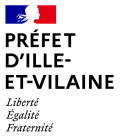 PRÉFET
D'ILLE-
ET-VILAINE
Liberté
Égalité
Fraternité